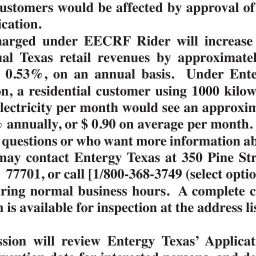 ustomers would be affected by approval of
ication.
harged under EECRF Rider will increase
ual Texas retail revenues by approximatel
0.53%, on an annual basis. Under Ente
on, a residential customer using 1000 kilow
lectricity per month would see an approxim
annually, or $ 0.90 on average per month.
questions or who want more information ab
may contact Entergy Texas at 350 Pine Str
77701, or call [1/800-368-3749 (select optio
ring normal business hours. A complete c
n is available for inspection at the address lis
ssion will review Entergy Texas' Applicat